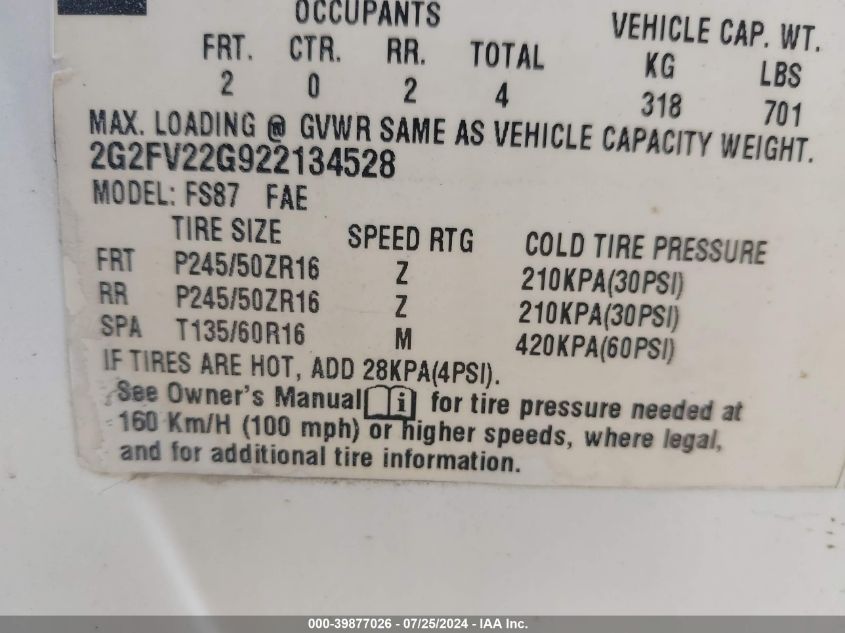 OCCUPANTS VEHICLE CAP. WT.
FRT. CTR. RR. TOTAL KG LBS
2 0 2 4 318 701
MAX. LOADING @ GVWR SAME AS VEHICLE CAPACITY WEIGHT.
2G2FV22G922134528
MODEL: FS87 FAE
TIRE SIZE SPEED RTG COLD TIRE PRESSURE
FRT P245/50ZR16 Z 210KPA(30PSI)
RR P245/50ZR16 Z 210KPA(30PSI)
SPA T135/60R16 M 420KPA(60PSI)
IF TIRES ARE HOT, ADD 28KPA(4PSI).
See Owner's Manual i for tire pressure needed at
160 Km/H (100 mph) or higher speeds, where legal,
and for additional tire information.
000-39877026 - 07/25/2024 - IAA Inc.